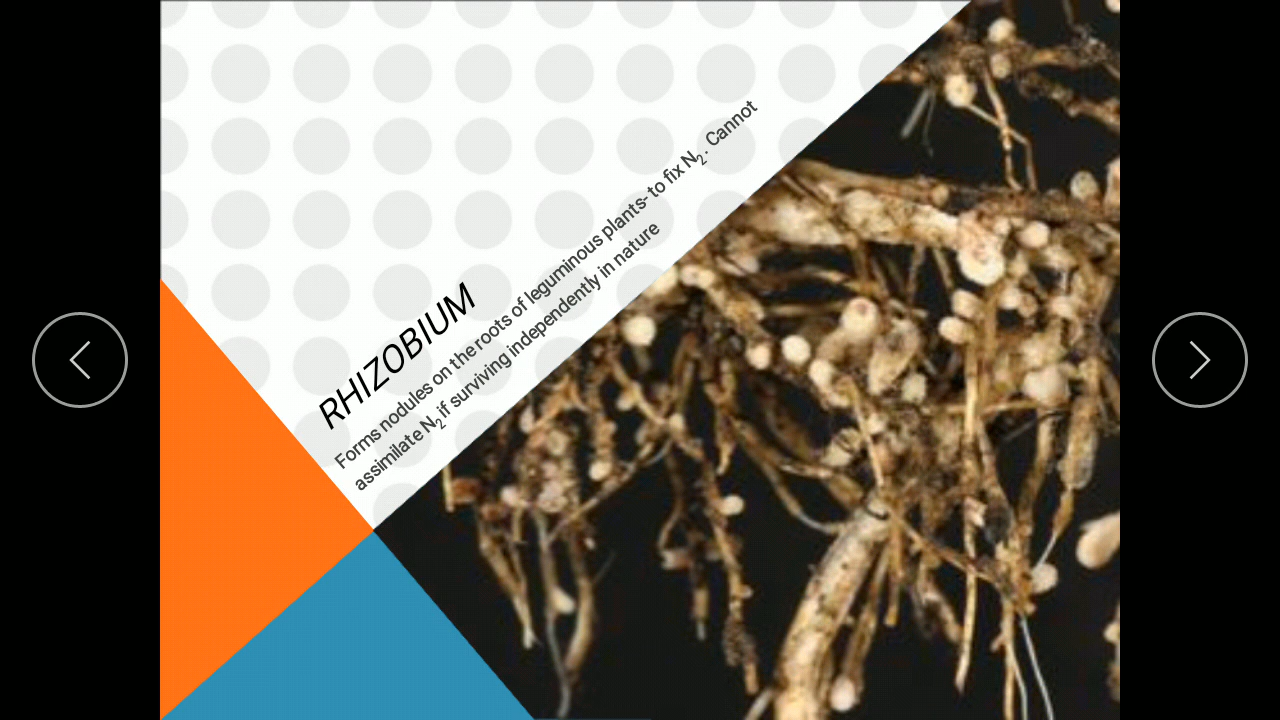 RHIZOBIUM
Forms nodules on the roots of leguminous plants- to fix N₂. Cannot
assimilate N₂ if surviving independently in nature